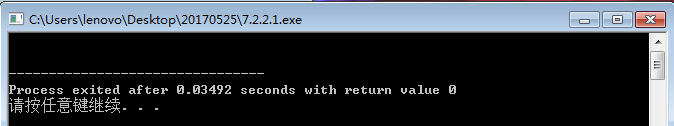 C:\Users\lenovo\Desktop\20170525\7.2.2.1.exe
--------------------------------
Process exited after 0.03492 seconds with return value 0
请按任意键继续. . .